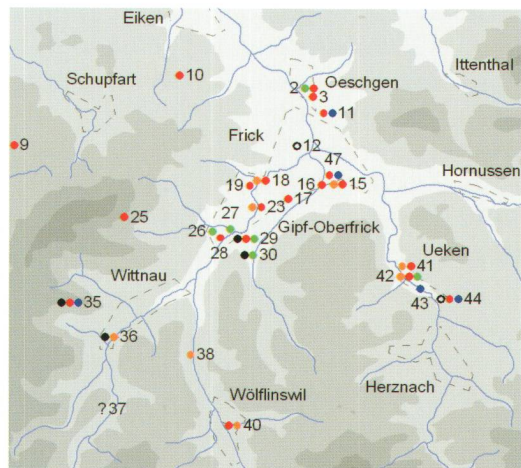 Eiken
10
Ittenthal
Schupfart
2
Oeschgen
3
11
9
Frick
12
47
Hornussen
19
18
16
15
17
25
23
27
26
Gipf-Oberfrick
29
28
30
Ueken
41
42
Wittnau
43
44
35
36
38
Herznach
Wölflinswil
?37
40